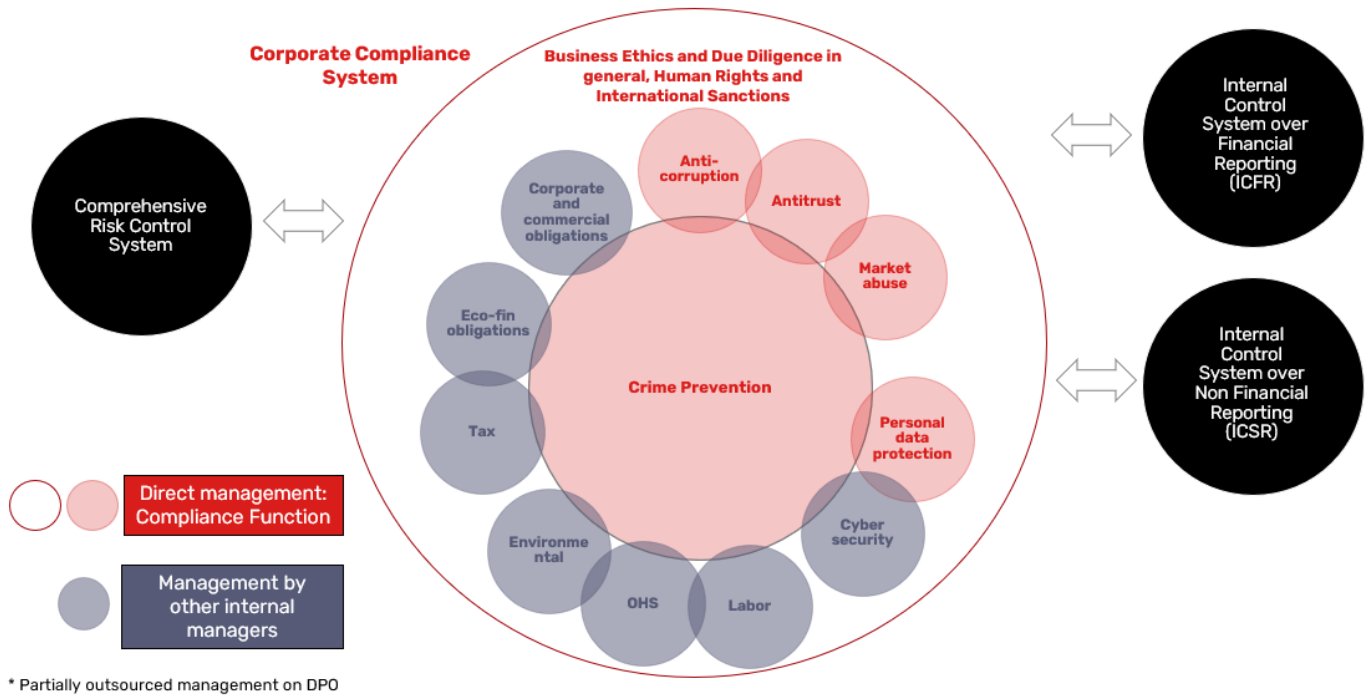 Corporate Compliance
System
Business Ethics and Due Diligence in
general, Human Rights and
International Sanctions
Internal
Control
System over
Financial
Reporting
(ICFR)
Comprehensive
Risk Control
System
Anti-
corruption
Antitrust
Market
abuse
Corporate
and
commercial
obligations
Eco-fin
obligations
Tax
Crime Prevention
Internal
Control
System over
Non Financial
Reporting
(ICSR)
Personal
data
protection
Cyber
security
Environme
ntal
OHS
Labor
Direct management:
Compliance Function
Management by
other internal
managers
* Partially outsourced management on DPO